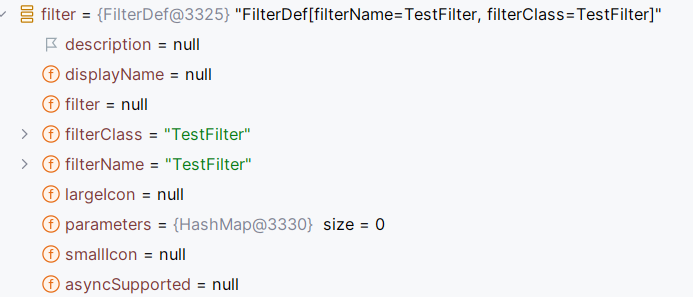 filter = {FilterDef@3325} "FilterDef[filterName=TestFilter, filterClass=TestFilter]"
description = null
f displayName = null
f filter = null
f filterClass = "TestFilter"
f filterName = "TestFilter"
f largeIcon = null
f parameters = {HashMap@3330} size = 0
f smallIcon = null
f asyncSupported = null